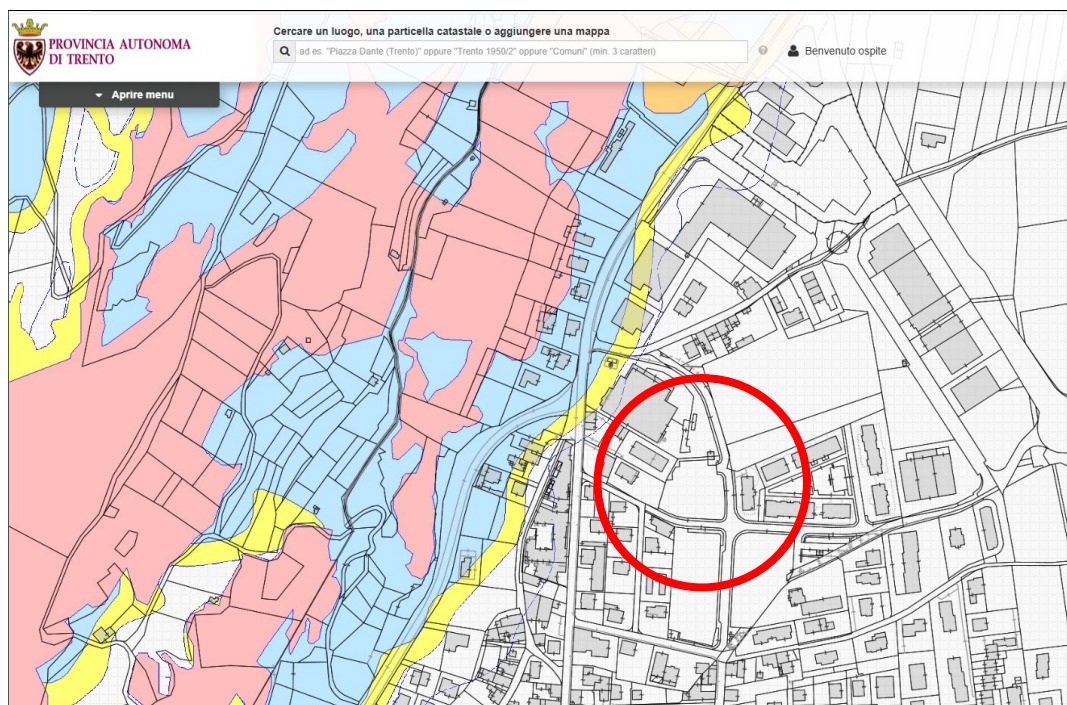 PROVINCIA AUTONOMA
DI TRENTO
Cercare un luogo, una particella catastale o aggiungere una mappa
ad es. "Piazza Dante (Trento)" oppure "Trento 1950/2" oppure "Comuni" (min. 3 caratteri)
Benvenuto ospite
Aprire menu